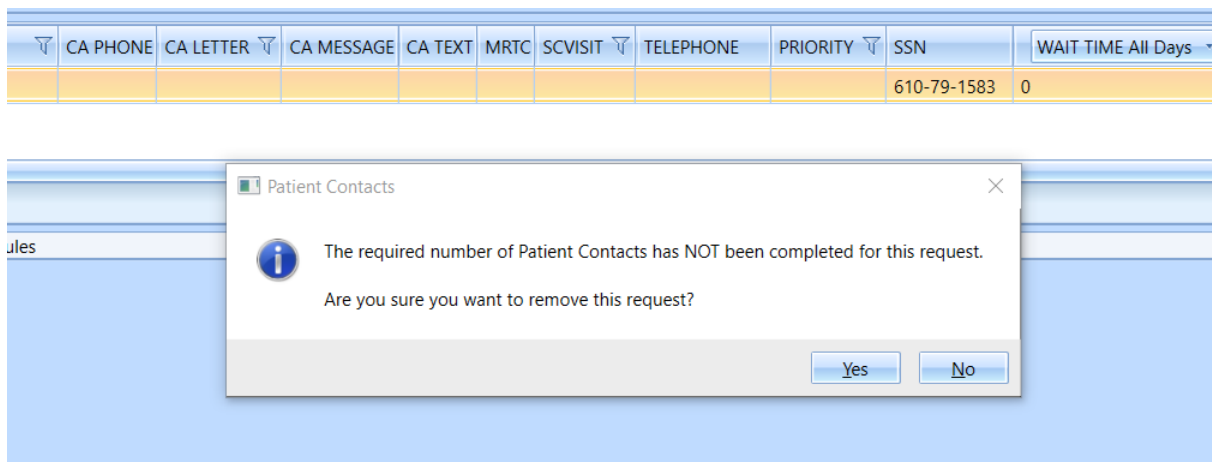 CA PHONE CA LETTER CA MESSAGE CA TEXT MRTC SCVISIT TELEPHONE PRIORITY SSN WAIT TIME All Days
610-79-1583 0
Patient Contacts
ules
The required number of Patient Contacts has NOT been completed for this request.
Are you sure you want to remove this request?
Yes No